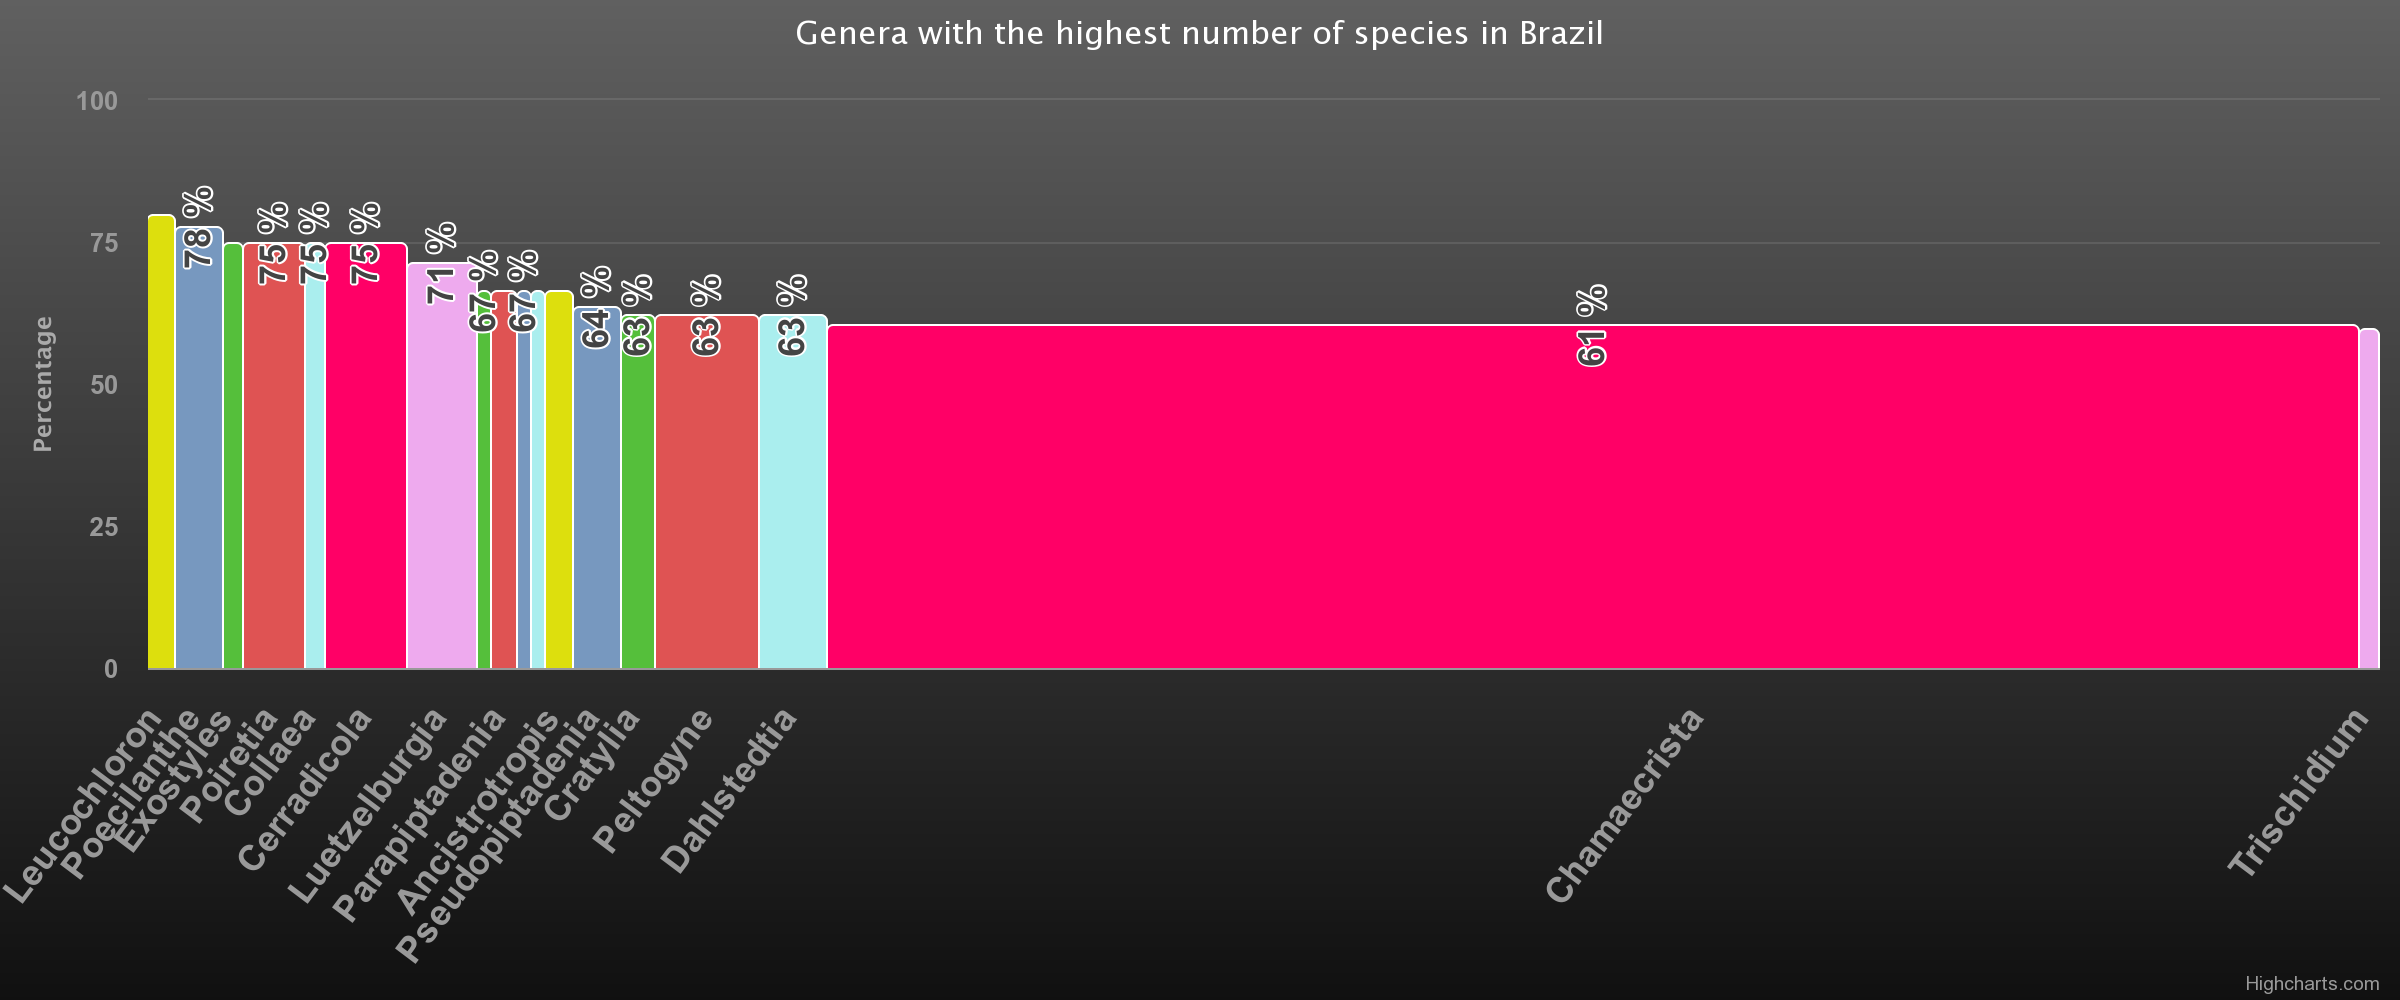 Genera with the highest number of species in Brazil
Percentage
100
75
50
25
0
78 %
75 %
75 %
75 %
71 %
67 %
67 %
64 %
63 %
63 %
63 %
61 %
Leucochloron
Poecilanthe
Exostyles
Poiretia
Collaea
Cerradicola
Luetzelburgia
Parapiptadenia
Ancistrotropis
Pseudopiptadenia
Cratylia
Peltogyne
Dahlstedtia
Chamaecrista
Trischidium
Highcharts.com